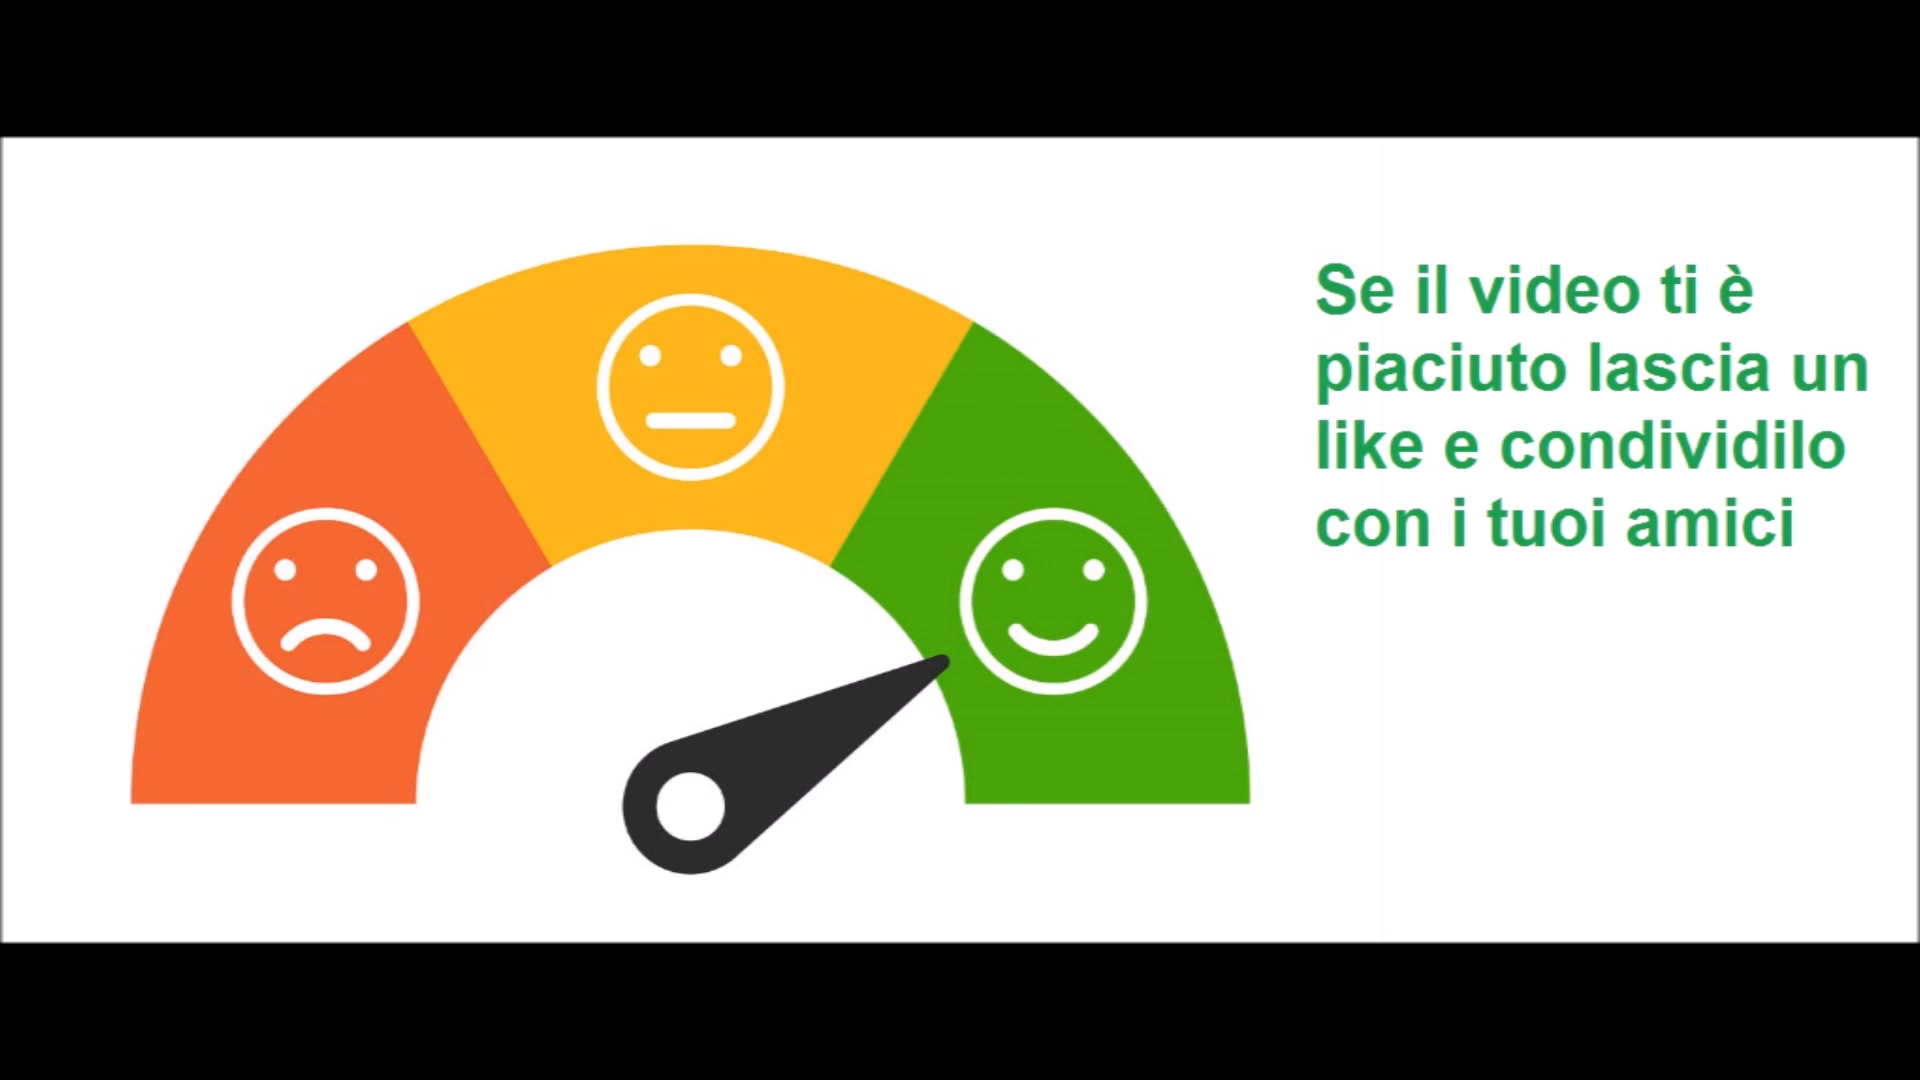 Se il video ti è
piaciuto lascia un
like e condividilo
con i tuoi amici